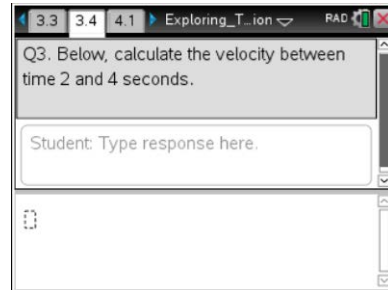 3.3 3.4 4.1 Exploring_T...ion RAD
Q3. Below, calculate the velocity between
time 2 and 4 seconds.
Student: Type response here.